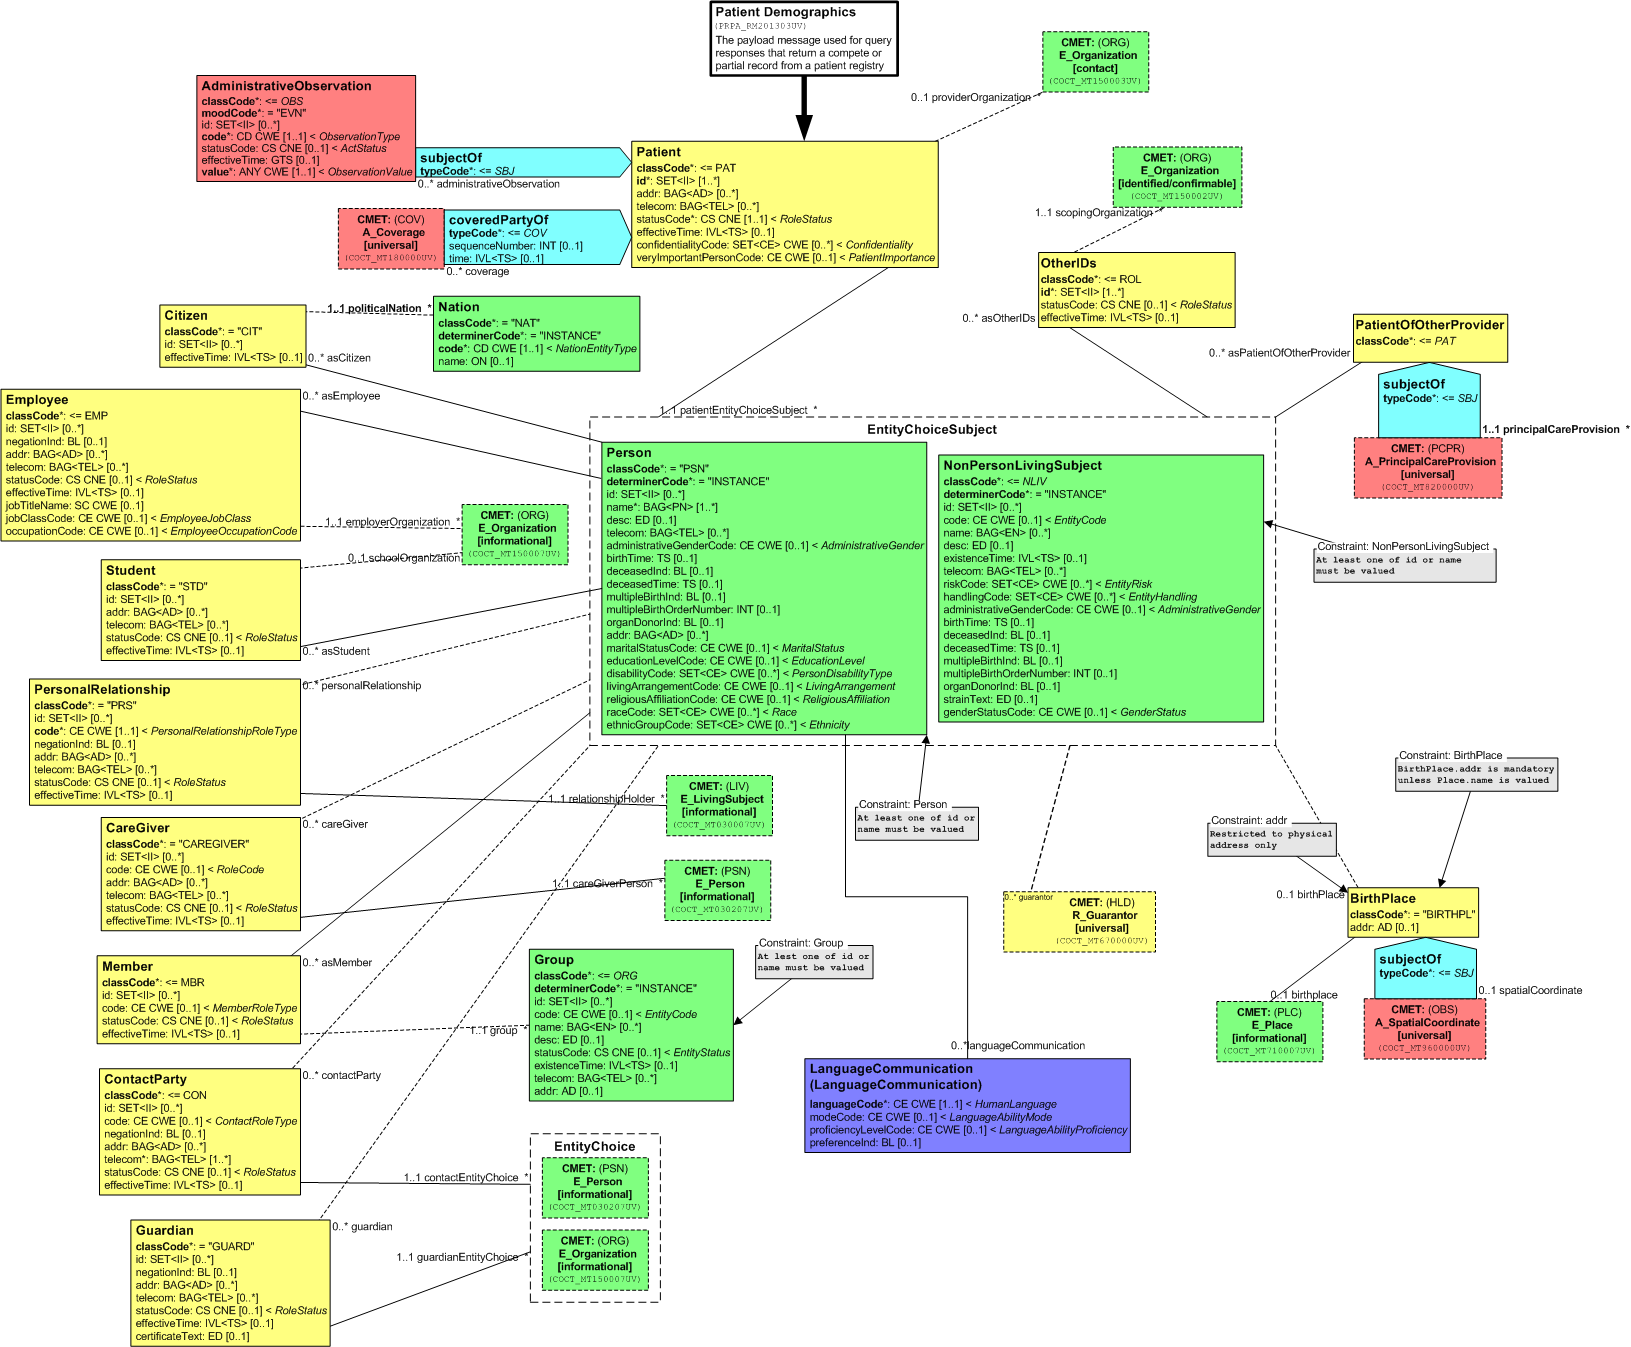 Patient Demographics
(PRPA_RM201303UV)
The payload message used for query
responses that return a compete or
partial record from a patient registry
CMET: (ORG)
E_Organization
[contact]
(COCT_MT150003UV)
0..1 providerOrganization *
AdministrativeObservation
classCode*: <= OBS
moodCode*: = "EVN"
id: SET<II> [0..*]
code*: CD CWE [1..1] < ObservationType
statusCode: CS CNE [0..1] < ActStatus
effectiveTime: GTS [0..1]
value*: ANY CWE [1..1] < ObservationValue
subjectOf
typeCode*: <= SBJ
0..* administrativeObservation
Patient
classCode*: <= PAT
id*: SET<II> [1..*]
addr: BAG<AD> [0..*]
telecom: BAG<TEL> [0..*]
statusCode*: CS CNE [1..1] < RoleStatus
effectiveTime: IVL<TS> [0..1]
confidentialityCode: SET<CE> CWE [0..*] < Confidentiality
veryImportantPersonCode: CE CWE [0..1] < PatientImportance
CMET: (COV)
A_Coverage
[universal]
(COCT_MT180000UV)
coveredPartyOf
typeCode*: <= COV
sequenceNumber: INT [0..1]
time: IVL<TS> [0..1]
0..* coverage
CMET: (ORG)
E_Organization
[identified/confirmable]
(COCT_MT150002UV)
1..1 scopingOrganization *
OtherIDs
classCode*: <= ROL
id*: SET<II> [1..*]
statusCode: CS CNE [0..1] < RoleStatus
effectiveTime: IVL<TS> [0..1]
0..* asOtherIDs
Citizen
classCode*: = "CIT"
id: SET<II> [0..*]
effectiveTime: IVL<TS> [0..1]
1..1 politicalNation *
0..* asCitizen
Nation
classCode*: = "NAT"
determinerCode*: = "INSTANCE"
code*: CD CWE [1..1] < NationEntityType
name: ON [0..1]
PatientOfOtherProvider
classCode*: <= PAT
0..* asPatientOfOtherProvider
subjectOf
typeCode*: <= SBJ
1..1 principalCareProvision *
CMET: (PCPR)
A_PrincipalCareProvision
[universal]
(COCT_MT820000UV)
Employee
classCode*: <= EMP
id: SET<II> [0..*]
negationInd: BL [0..1]
addr: BAG<AD> [0..*]
telecom: BAG<TEL> [0..*]
statusCode: CS CNE [0..1] < RoleStatus
effectiveTime: IVL<TS> [0..1]
jobTitleName: SC CWE [0..1]
jobClassCode: CE CWE [0..1] < EmployeeJobClass
occupationCode: CE CWE [0..1] < EmployeeOccupationCode
0..* asEmployee
1..1 employerOrganization *
CMET: (ORG)
E_Organization
[informational]
(COCT_MT150007UV)
0..1 schoolOrganization
1..1 patientEntityChoiceSubject *
EntityChoiceSubject
Person
classCode*: = "PSN"
determinerCode*: = "INSTANCE"
id: SET<II> [0..*]
name*: BAG<PN> [1..*]
desc: ED [0..1]
telecom: BAG<TEL> [0..*]
administrativeGenderCode: CE CWE [0..1] < AdministrativeGender
birthTime: TS [0..1]
deceasedInd: BL [0..1]
deceasedTime: TS [0..1]
multipleBirthInd: BL [0..1]
multipleBirthOrderNumber: INT [0..1]
organDonorInd: BL [0..1]
addr: BAG<AD> [0..*]
maritalStatusCode: CE CWE [0..1] < MaritalStatus
educationLevelCode: CE CWE [0..1] < EducationLevel
disabilityCode: SET<CE> CWE [0..*] < PersonDisabilityType
livingArrangementCode: CE CWE [0..1] < LivingArrangement
religiousAffiliationCode: CE CWE [0..1] < ReligiousAffiliation
raceCode: SET<CE> CWE [0..*] < Race
ethnicGroupCode: SET<CE> CWE [0..*] < Ethnicity
NonPersonLivingSubject
classCode*: <= NLIV
determinerCode*: = "INSTANCE"
id: SET<II> [0..*]
code: CE CWE [0..1] < EntityCode
name: BAG<EN> [0..*]
desc: ED [0..1]
existenceTime: IVL<TS> [0..1]
telecom: BAG<TEL> [0..*]
riskCode: SET<CE> CWE [0..*] < EntityRisk
handlingCode: SET<CE> CWE [0..*] < EntityHandling
administrativeGenderCode: CE CWE [0..1] < AdministrativeGender
birthTime: TS [0..1]
deceasedInd: BL [0..1]
deceasedTime: TS [0..1]
multipleBirthInd: BL [0..1]
multipleBirthOrderNumber: INT [0..1]
organDonorInd: BL [0..1]
strainText: ED [0..1]
genderStatusCode: CE CWE [0..1] < GenderStatus
Constraint: NonPersonLivingSubject
At least one of id or name
must be valued
Student
classCode*: = "STD"
id: SET<II> [0..*]
addr: BAG<AD> [0..*]
telecom: BAG<TEL> [0..*]
statusCode: CS CNE [0..1] < RoleStatus
effectiveTime: IVL<TS> [0..1]
0..* asStudent
PersonalRelationship
classCode*: = "PRS"
id: SET<II> [0..*]
code*: CE CWE [1..1] < PersonalRelationshipRoleType
negationInd: BL [0..1]
addr: BAG<AD> [0..*]
telecom: BAG<TEL> [0..*]
statusCode: CS CNE [0..1] < RoleStatus
effectiveTime: IVL<TS> [0..1]
0..* personalRelationship
1..1 relationshipHolder *
CMET: (LIV)
E_LivingSubject
[informational]
(COCT_MT030007UV)
Constraint: Person
At least one of id or
name must be valued
Constraint: BirthPlace
BirthPlace.addr is mandatory
unless Place.name is valued
Constraint: addr
Restricted to physical
address only
CareGiver
classCode*: = "CAREGIVER"
id: SET<II> [0..*]
code: CE CWE [0..1] < RoleCode
addr: BAG<AD> [0..*]
telecom: BAG<TEL> [0..*]
statusCode: CS CNE [0..1] < RoleStatus
effectiveTime: IVL<TS> [0..1]
0..* careGiver
1..1 careGiverPerson *
CMET: (PSN)
E_Person
[informational]
(COCT_MT030207UV)
0..* guarantor
CMET: (HLD)
R_Guarantor
[universal]
(COCT_MT670000UV)
0..1 birthPlace
BirthPlace
classCode*: = "BIRTHPL"
addr: AD [0..1]
subjectOf
typeCode*: <= SBJ
0..1 birthplace
0..1 spatialCoordinate
CMET: (PLC)
E_Place
[informational]
(COCT_MT710007UV)
CMET: (OBS)
A_SpatialCoordinate
[universal]
(COCT_MT960000UV)
Member
classCode*: <= MBR
id: SET<II> [0..*]
code: CE CWE [0..1] < MemberRoleType
statusCode: CS CNE [0..1] < RoleStatus
effectiveTime: IVL<TS> [0..1]
0..* asMember
1..1 group *
Group
classCode*: <= ORG
determinerCode*: = "INSTANCE"
id: SET<II> [0..*]
code: CE CWE [0..1] < EntityCode
name: BAG<EN> [0..*]
desc: ED [0..1]
statusCode: CS CNE [0..1] < EntityStatus
existenceTime: IVL<TS> [0..1]
telecom: BAG<TEL> [0..*]
addr: AD [0..1]
Constraint: Group
At lest one of id or
name must be valued
0..*languageCommunication
LanguageCommunication
(LanguageCommunication)
languageCode*: CE CWE [1..1] < HumanLanguage
modeCode: CE CWE [0..1] < LanguageAbilityMode
proficiencyLevelCode: CE CWE [0..1] < LanguageAbilityProficiency
preferenceInd: BL [0..1]
ContactParty
classCode*: <= CON
id: SET<II> [0..*]
code: CE CWE [0..1] < ContactRoleType
negationInd: BL [0..1]
addr: BAG<AD> [0..*]
telecom*: BAG<TEL> [1..*]
statusCode: CS CNE [0..1] < RoleStatus
effectiveTime: IVL<TS> [0..1]
0..* contactParty
1..1 contactEntityChoice *
EntityChoice
CMET: (PSN)
E_Person
[informational]
(COCT_MT030207UV)
CMET: (ORG)
E_Organization
[informational]
(COCT_MT150007UV)
Guardian
classCode*: = "GUARD"
id: SET<II> [0..*]
negationInd: BL [0..1]
addr: BAG<AD> [0..*]
telecom: BAG<TEL> [0..*]
statusCode: CS CNE [0..1] < RoleStatus
effectiveTime: IVL<TS> [0..1]
certificateText: ED [0..1]
0..* guardian
1..1 guardianEntityChoice *